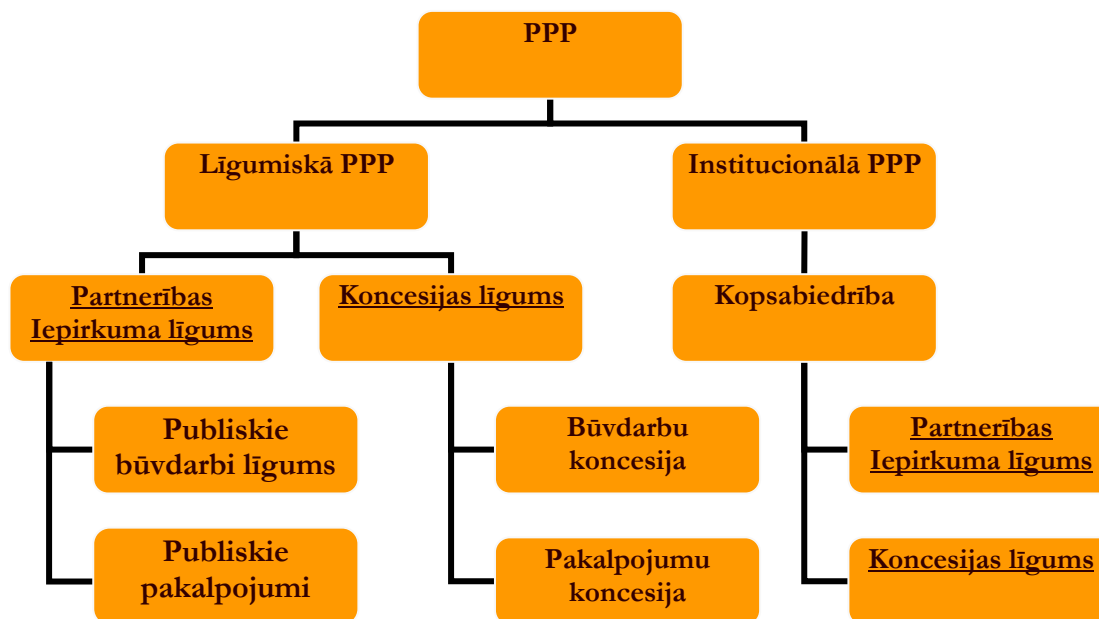 PPP
Līgumiskā PPP
Institucionālā PPP
Partnerības
Iepirkuma līgums
Koncesijas līgums
Kopsabiedrība
Publiskie
būvdarbi līgums
Būvdarbu
koncesija
Partnerības
Iepirkuma līgums
Publiskie
pakalpojumi
Pakalpojumu
koncesija
Koncesijas līgums